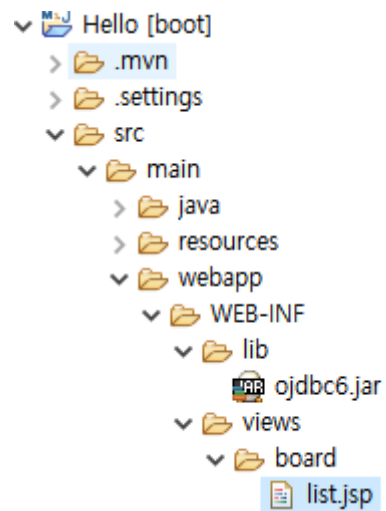 Hello [boot]
.mvn
.settings
src
main
java
resources
webapp
WEB-INF
lib
ojdbc6.jar
views
board
list.jsp